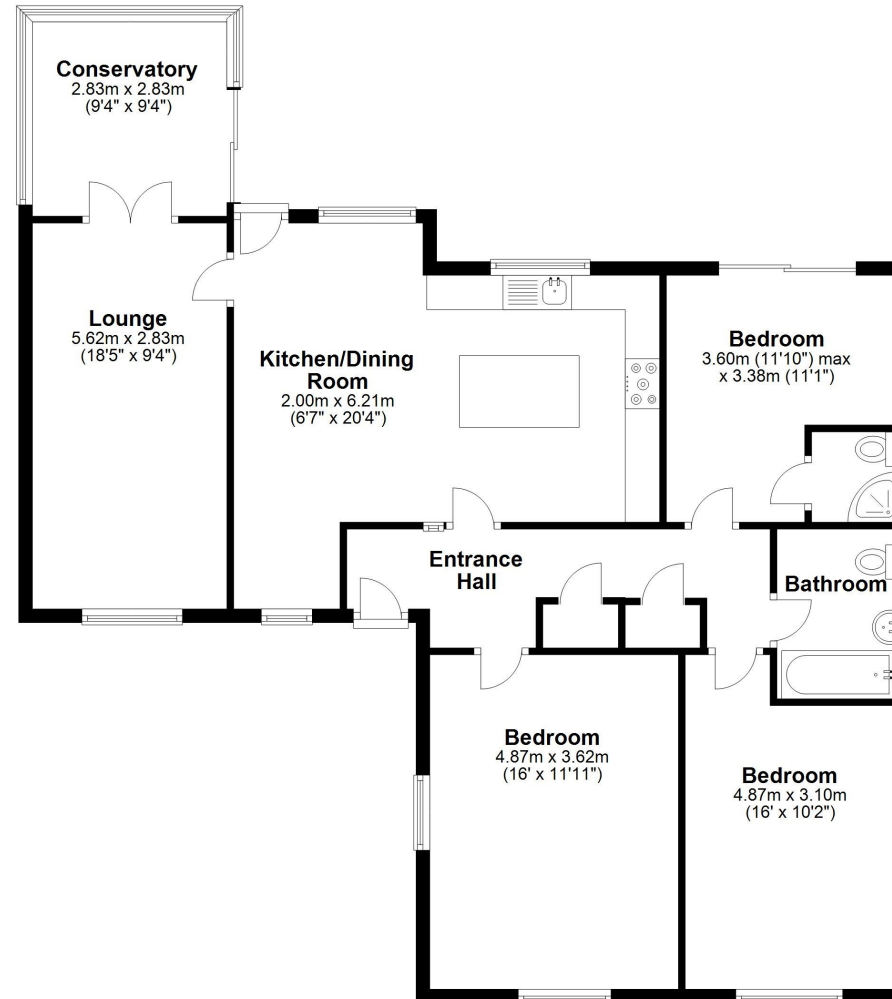 Conservatory
2.83m x 2.83m
(9'4" x 9'4")
Lounge
5.62m x 2.83m
(18'5" x 9'4")
Kitchen/Dining
Room
2.00m x 6.21m
(6'7" x 20'4")
Bedroom
3.60m (11'10") max
x 3.38m (11'1")
Entrance
Hall
Bathroom
Bedroom
4.87m x 3.62m
(16' x 11'11")
Bedroom
4.87m x 3.10m
(16' x 10'2")